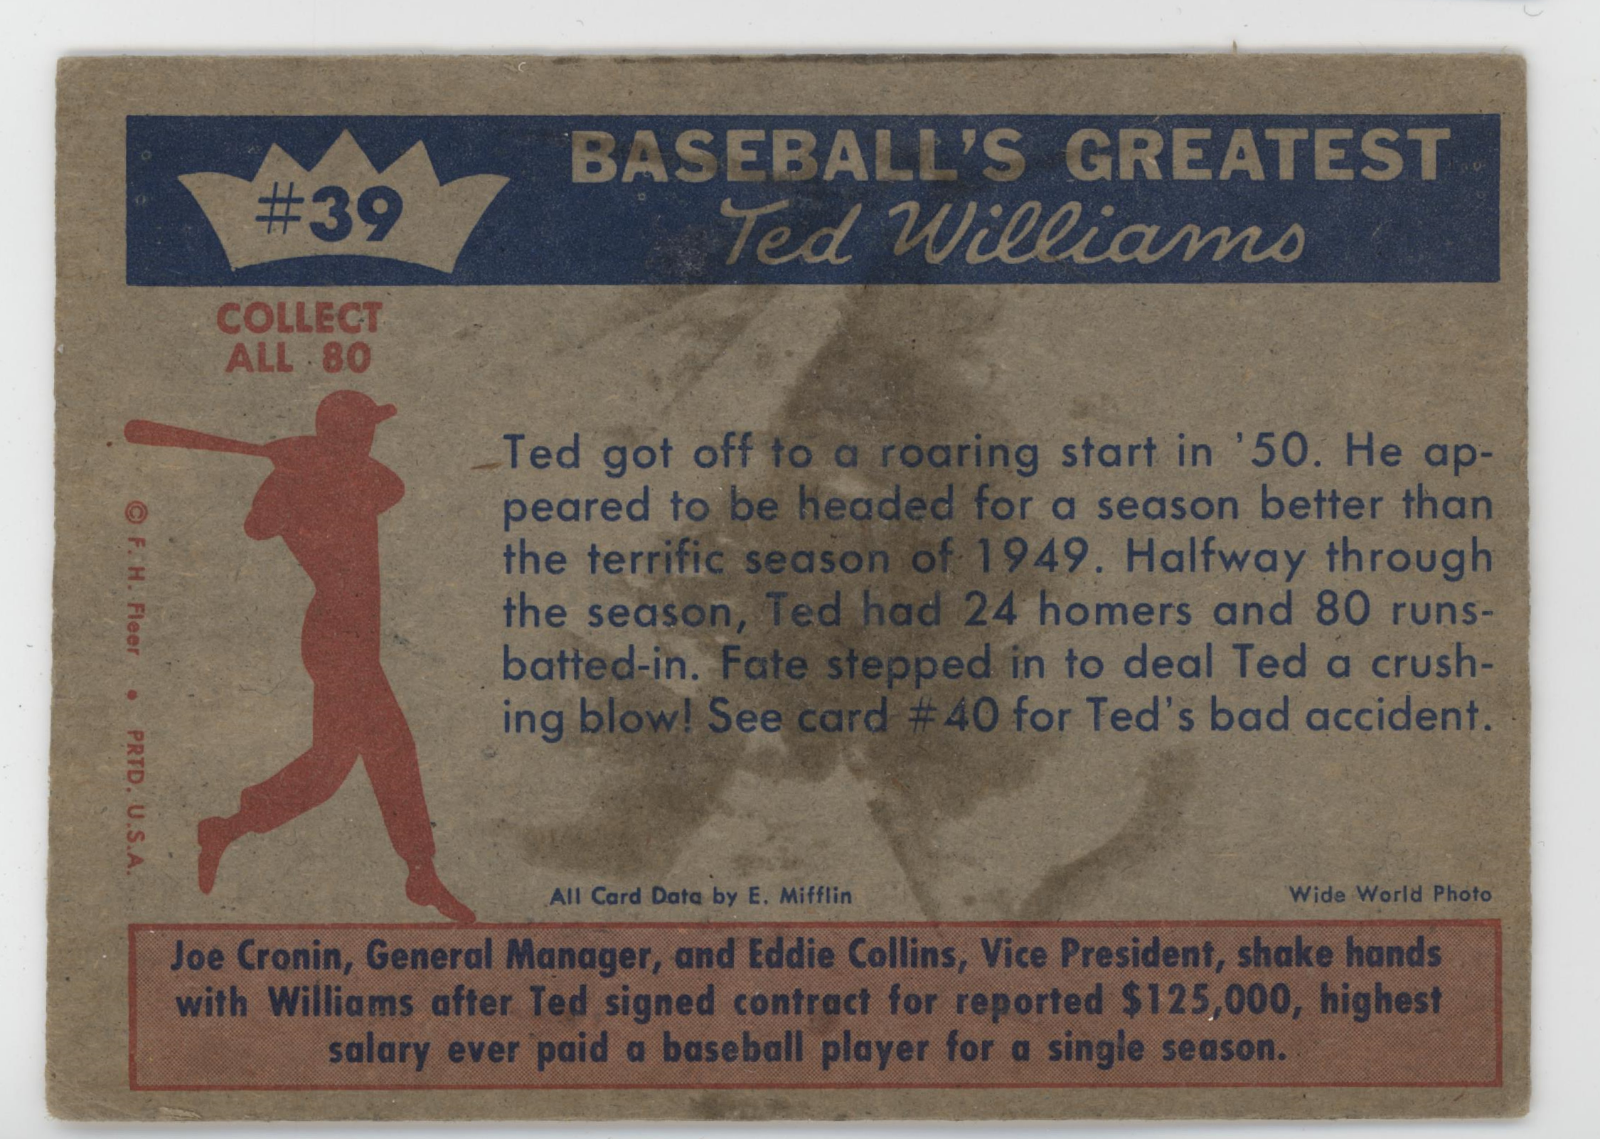 #39
BASEBALL'S GREATEST
Ted Williams
COLLECT
ALL 80
© F. H. Fleer • PRTD. U.S.A.
Ted got off to a roaring start in '50. He ap-
peared to be headed for a season better than
the terrific season of 1949. Halfway through
the season, Ted had 24 homers and 80 runs-
batted-in. Fate stepped in to deal Ted a crush-
ing blow! See card #40 for Ted's bad accident.
All Card Data by E. Mifflin
Wide World Photo
Joe Cronin, General Manager, and Eddie Collins, Vice President, shake hands
with Williams after Ted signed contract for reported $125,000, highest
salary ever paid a baseball player for a single season.